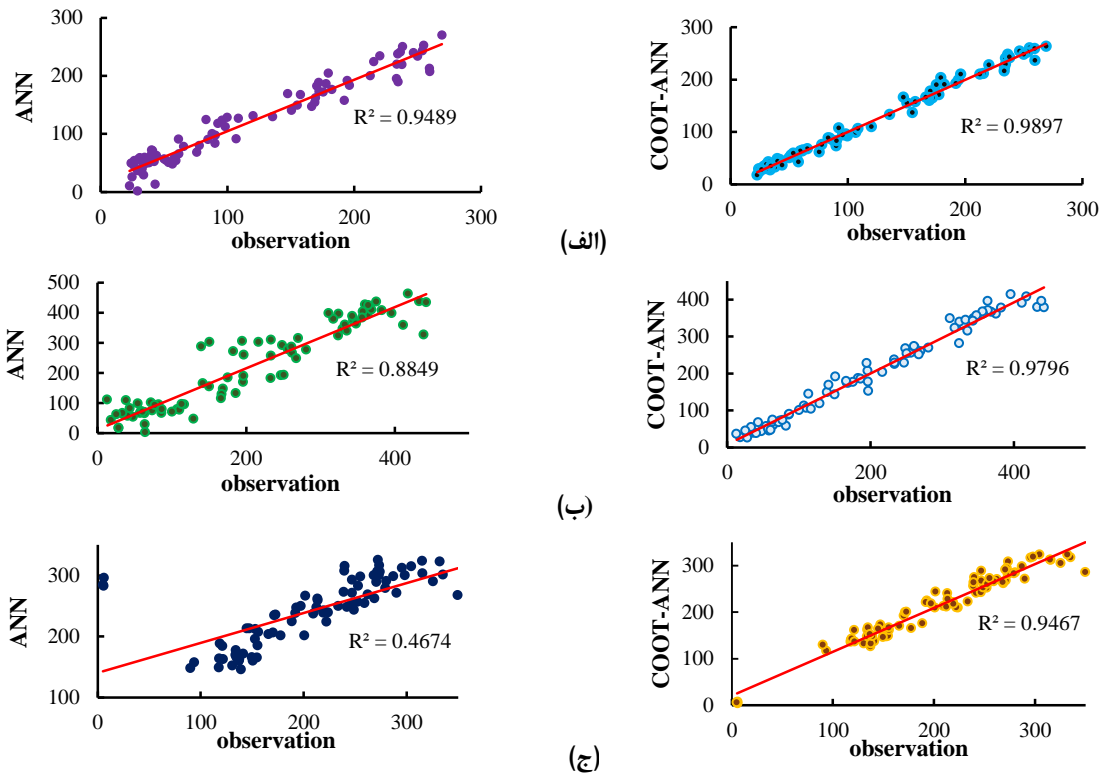 ANN
300
200
100
0
R² = 0.9489
0
100
200
300
observation
COOT-ANN
300
200
100
0
R² = 0.9897
0
100
200
300
observation
(الف)
ANN
500
400
300
200
100
0
R² = 0.8849
0
200
400
observation
COOT-ANN
400
300
200
100
0
R² = 0.9796
0
200
400
observation
(ب)
ANN
300
200
100
R² = 0.4674
0
100
200
300
observation
COOT-ANN
300
200
100
0
R² = 0.9467
0
100
200
300
observation
(ج)